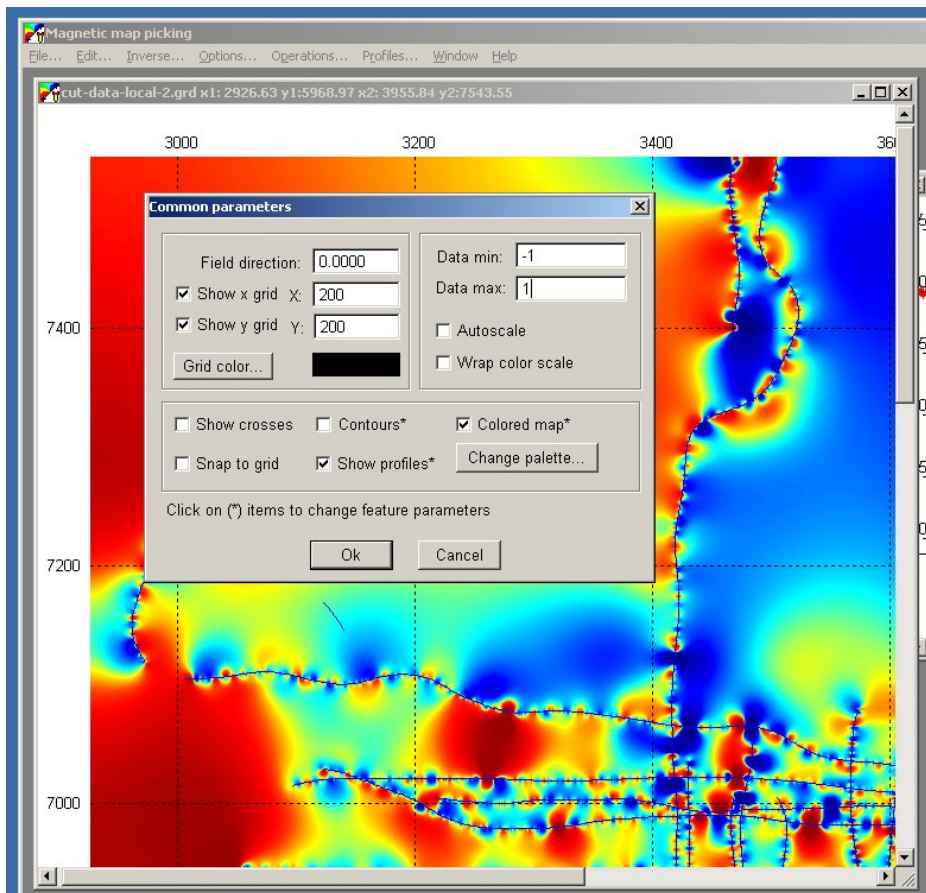 Magnetic map picking
File... Edit... Inverse... Options... Operations... Profiles... Window Help
cut-data-local-2.grd x1: 2926.63 y1:5968.97 x2: 3955.84 y2:7543.55
3000 3200 3400
Common parameters
Field direction: 0.0000
Show x grid X: 200
Show y grid Y: 200
Grid color...
Data min: -1
Data max: 1
Autoscale
Wrap color scale
Show crosses Contours* Colored map*
Snap to grid Show profiles* Change palette...
Click on (*) items to change feature parameters
Ok Cancel
7400
7200
7000